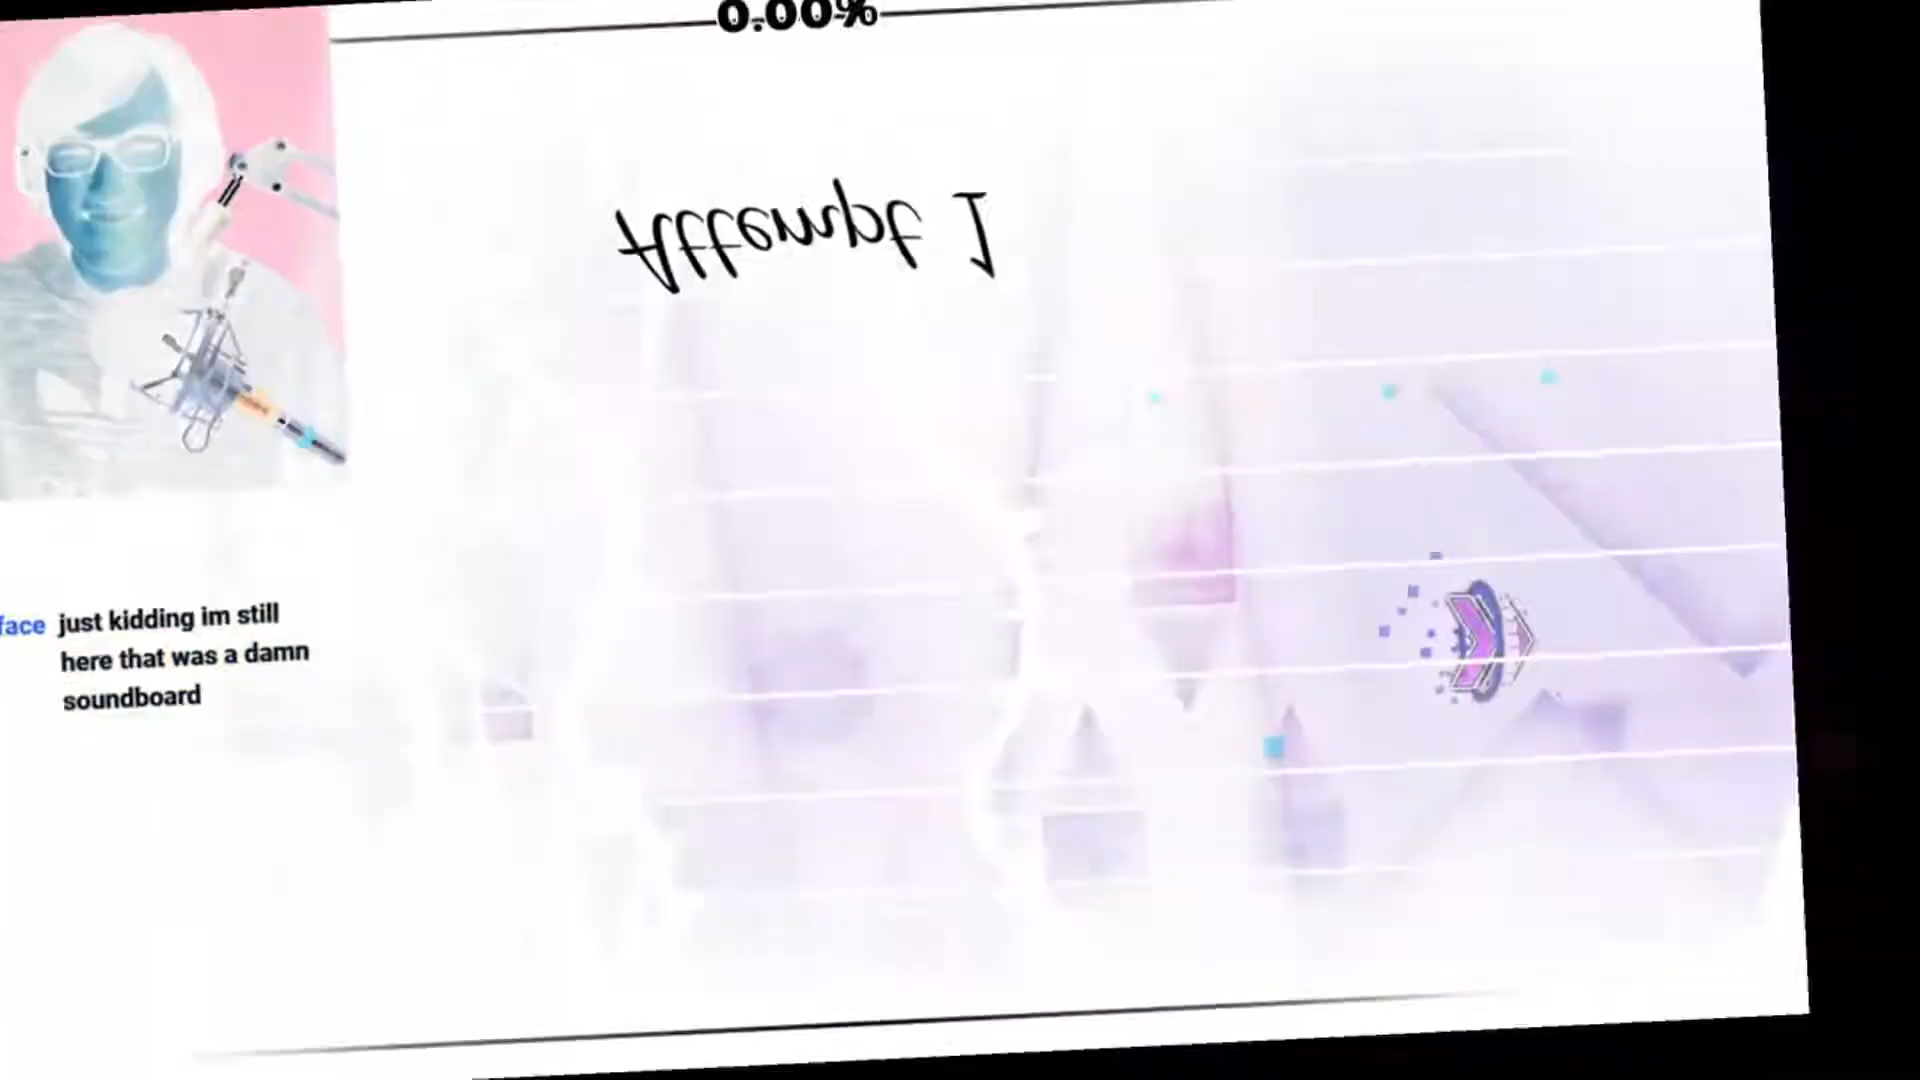 0.00%
Attempt 1
face just kidding im still
here that was a damn
soundboard